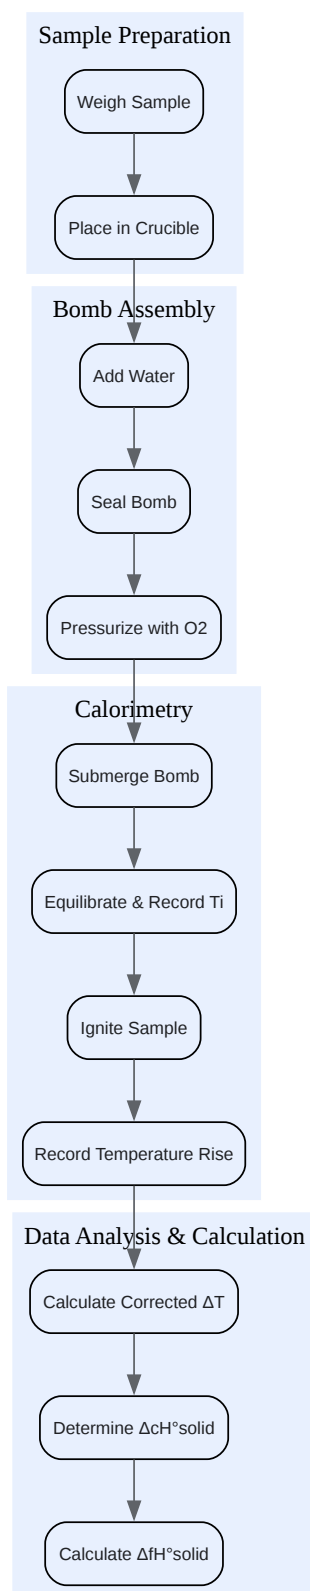 Sample Preparation
Weigh Sample
Place in Crucible
Bomb Assembly
Add Water
Seal Bomb
Pressurize with O2
Calorimetry
Submerge Bomb
Equilibrate & Record Ti
Ignite Sample
Record Temperature Rise
Data Analysis & Calculation
Calculate Corrected ΔT
Determine ΔcH°solid
Calculate ΔfH°solid